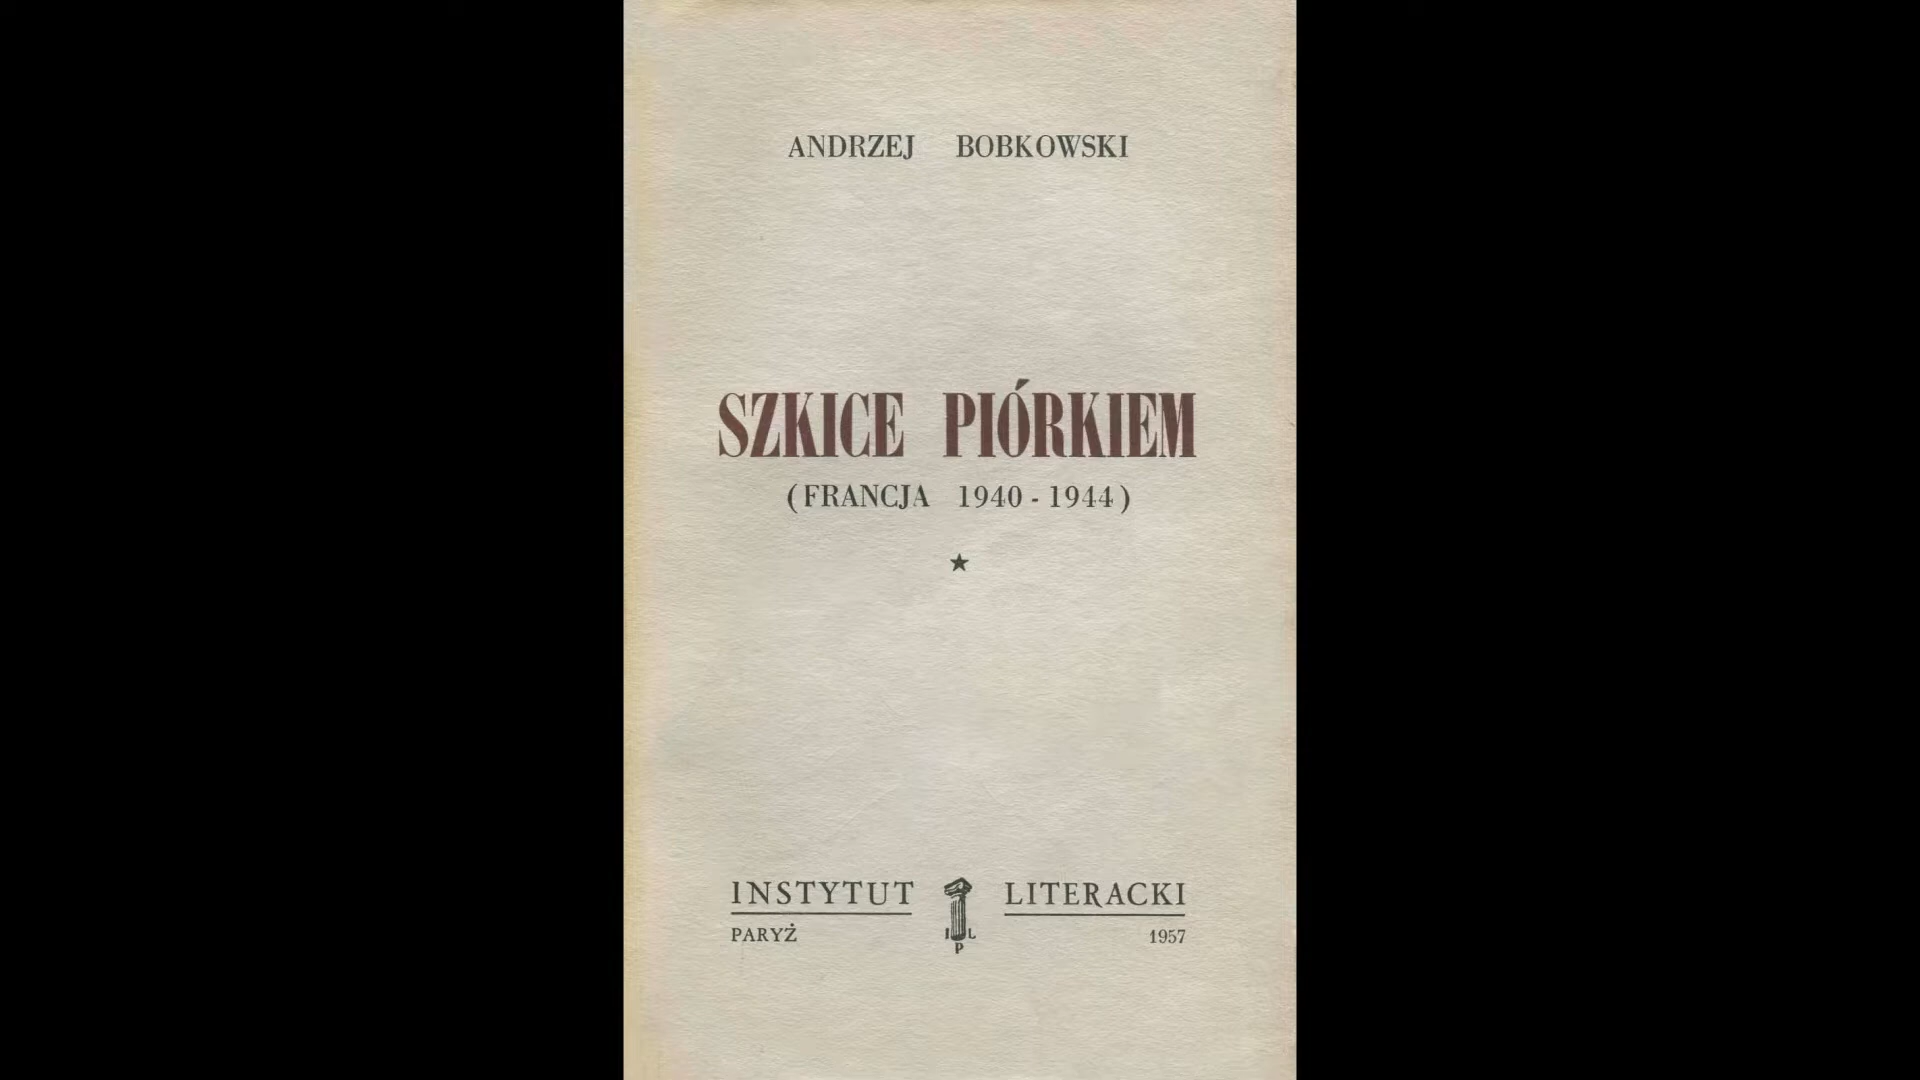 ANDRZEJ BOBKOWSKI
SZKICE PIÓRKIEM
(FRANCJA 1940 - 1944)
★
INSTYTUT LITERACKI
I L
P
PARYŻ 1957